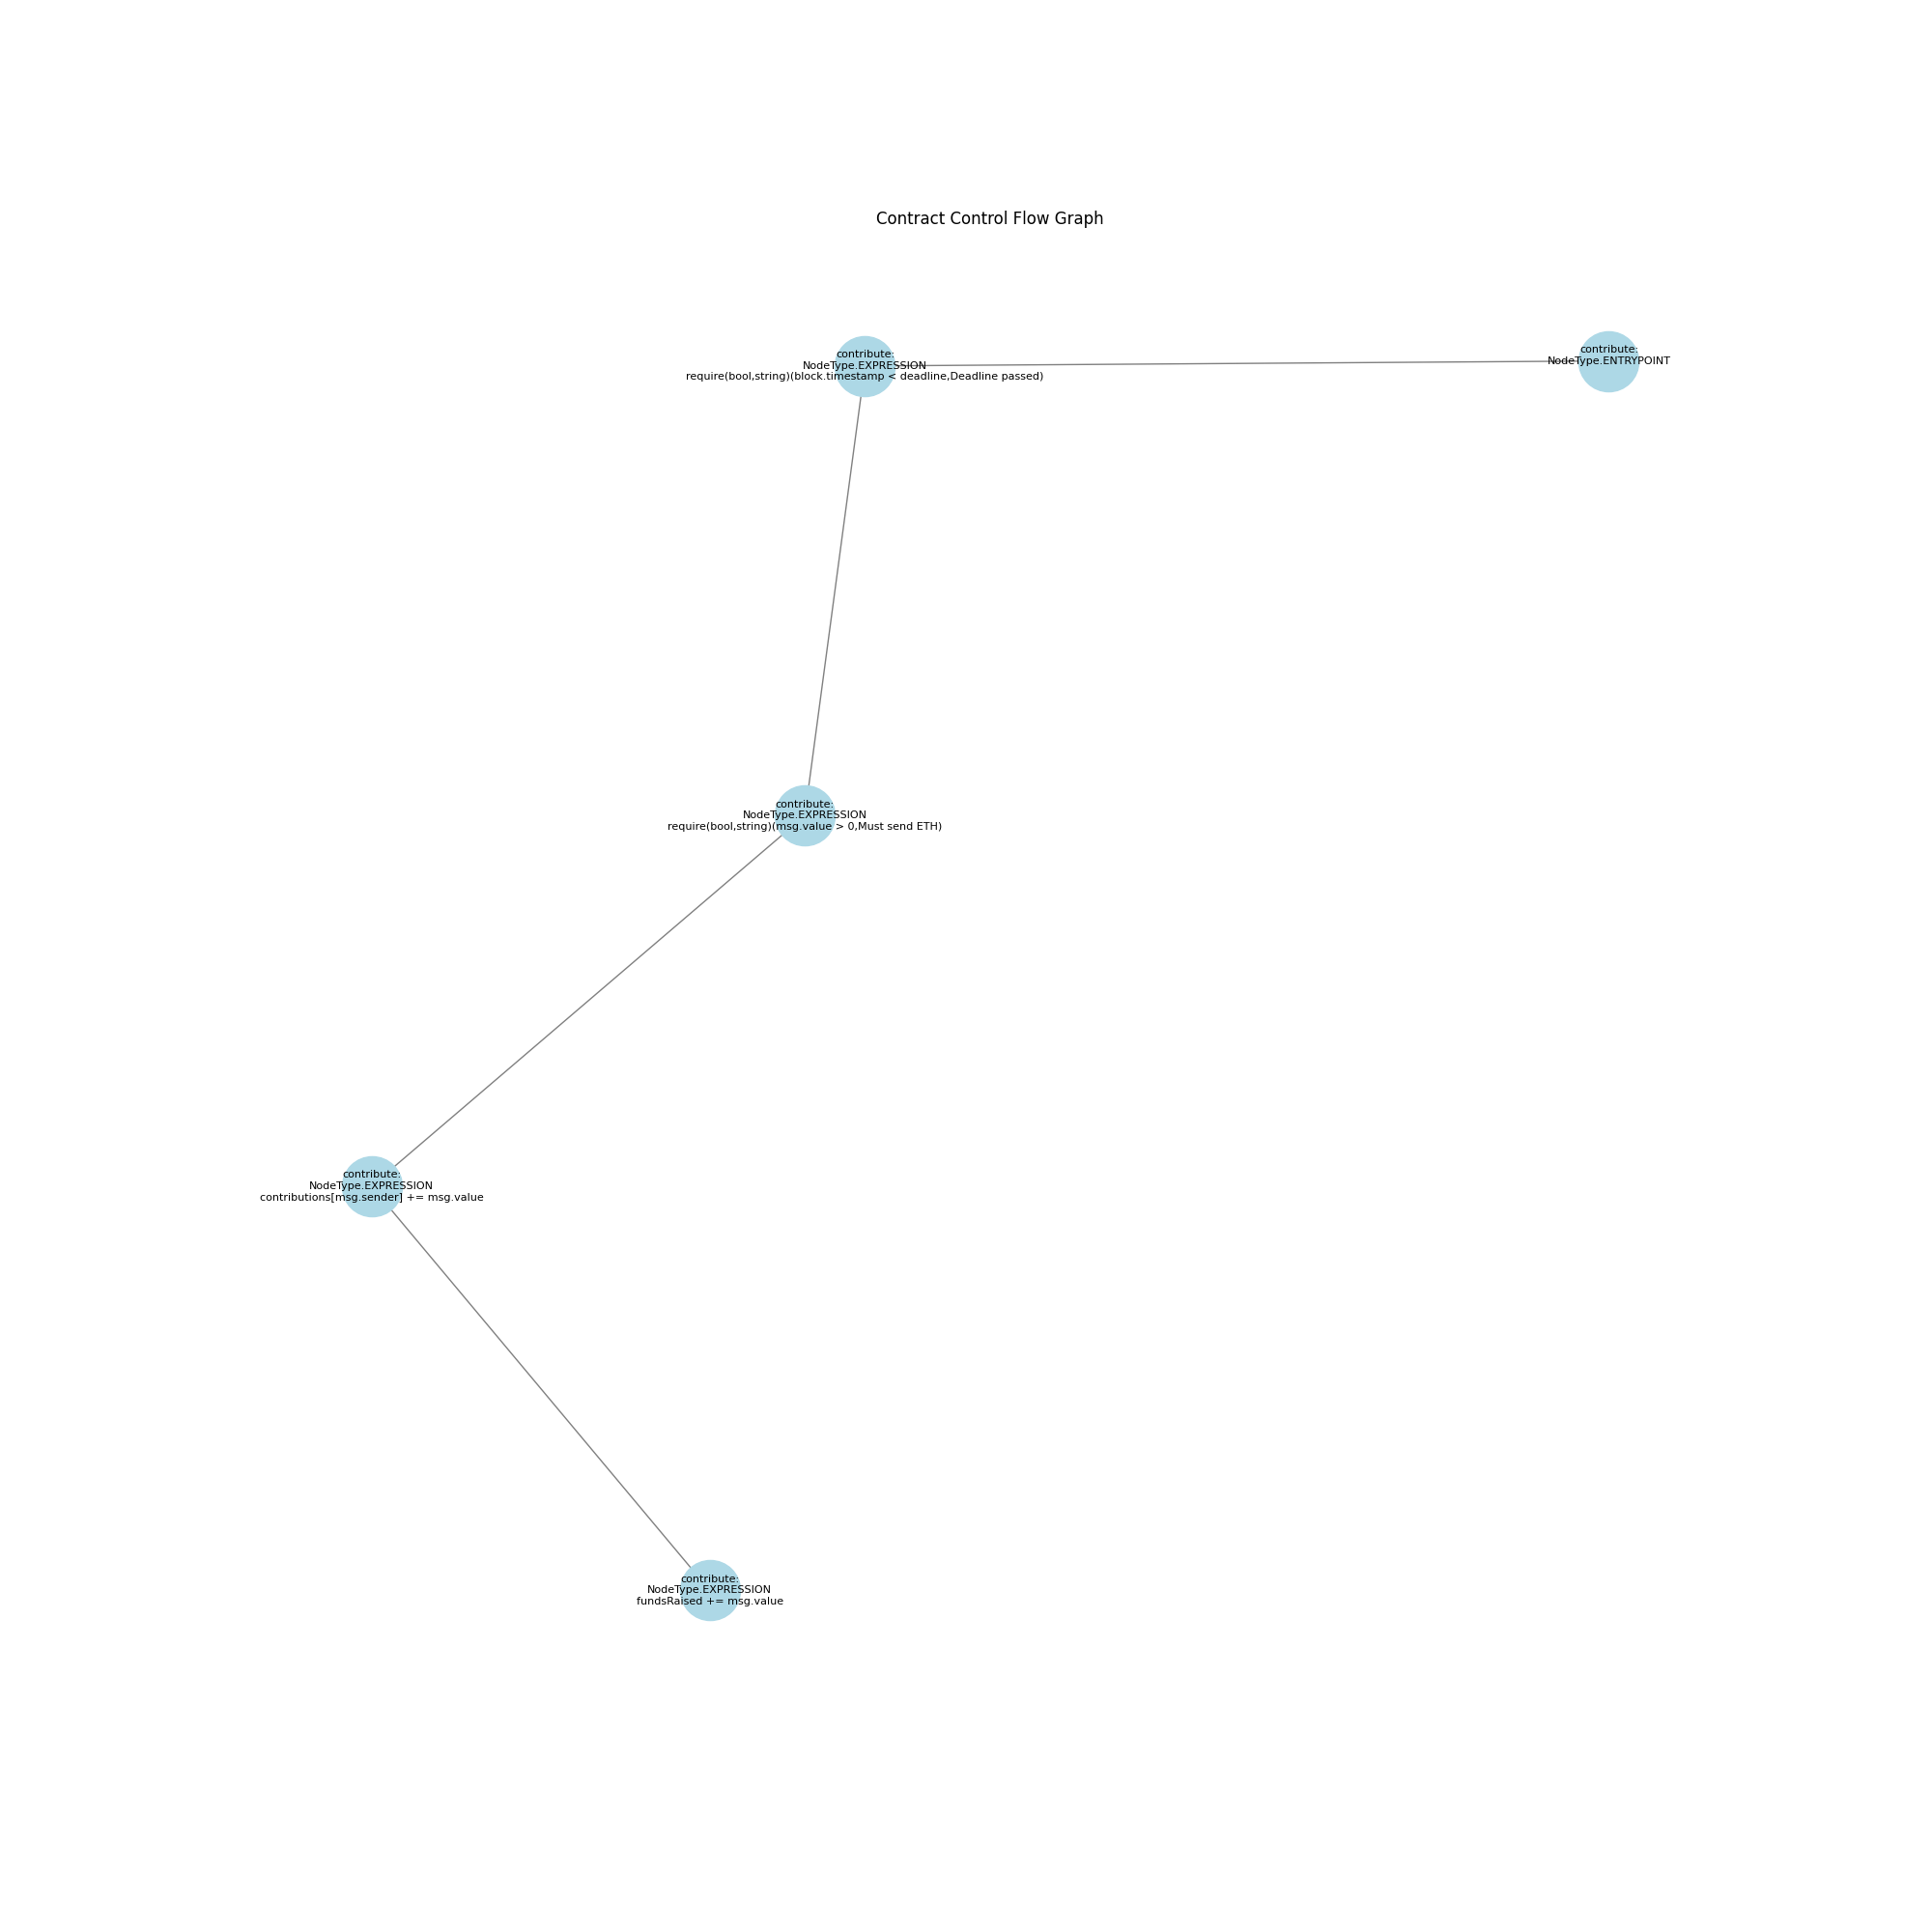 Contract Control Flow Graph
contribute:
NodeType.ENTRYPOINT
contribute:
NodeType.EXPRESSION
require(bool,string)(block.timestamp < deadline,Deadline passed)
contribute:
NodeType.EXPRESSION
require(bool,string)(msg.value > 0,Must send ETH)
contribute:
NodeType.EXPRESSION
contributions[msg.sender] += msg.value
contribute:
NodeType.EXPRESSION
fundsRaised += msg.value